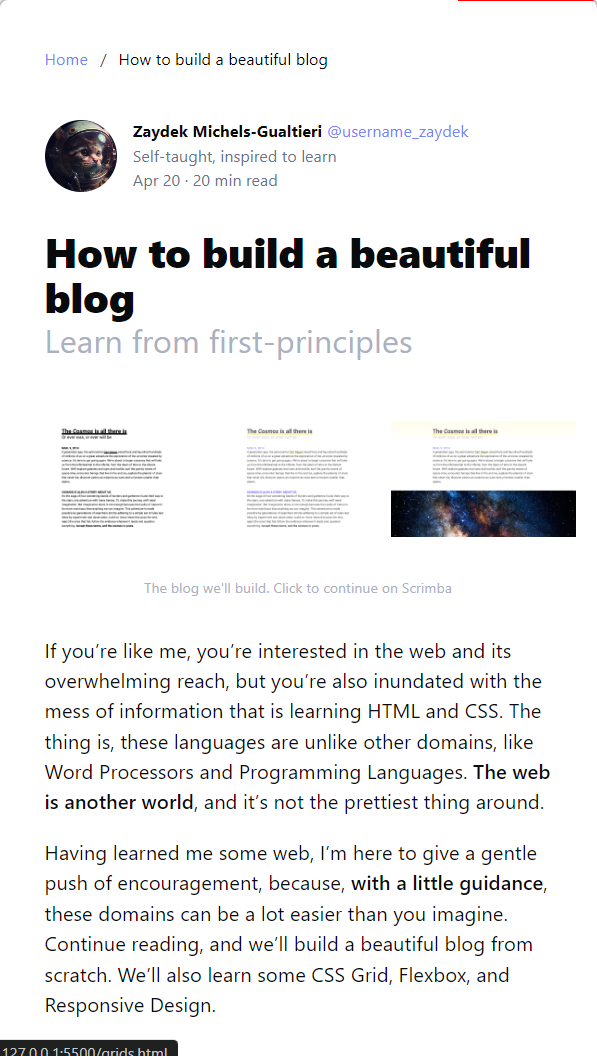 Home / How to build a beautiful blog
Zaydek Michels-Gualtieri @username_zaydek
Self-taught, inspired to learn
Apr 20 · 20 min read
How to build a beautiful
blog
Learn from first-principles
The Cosmos is all there is
Or ever was, or ever will be
The Cosmos is all there is
The Cosmos is all there is
The blog we'll build. Click to continue on Scrimba
If you’re like me, you’re interested in the web and its
overwhelming reach, but you’re also inundated with the
mess of information that is learning HTML and CSS. The
thing is, these languages are unlike other domains, like
Word Processors and Programming Languages. The web
is another world, and it’s not the prettiest thing around.
Having learned me some web, I’m here to give a gentle
push of encouragement, because, with a little guidance,
these domains can be a lot easier than you imagine.
Continue reading, and we’ll build a beautiful blog from
scratch. We’ll also learn some CSS Grid, Flexbox, and
Responsive Design.
127.0.0.1:5500/grids.html